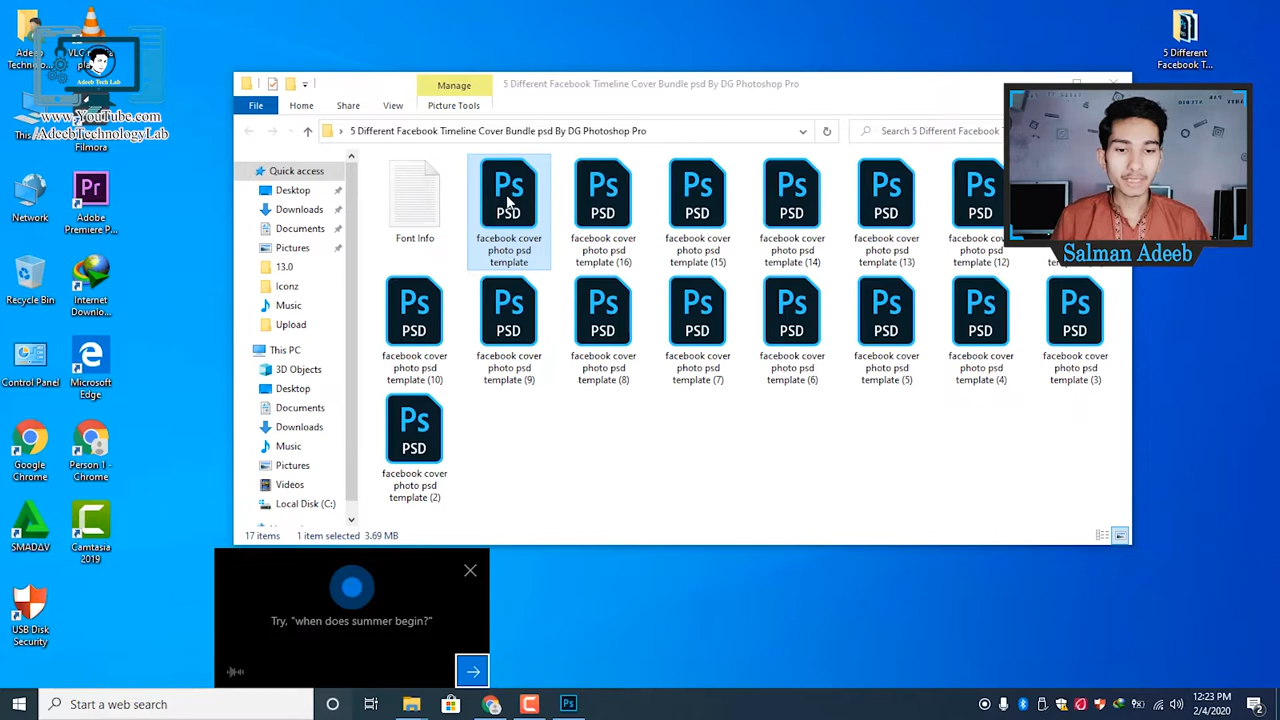 Adeeb Tech Lab
www.YouTube.com
/AdeebTechnologyLab
Filmora
Network
Adobe
Premiere P...
Recycle Bin
Internet
Downlo...
Control Panel
Microsoft
Edge
Google
Chrome
Person 1 -
Chrome
SMADAV
Camtasia
2019
USB Disk
Security
5 Different
Facebook T...
Manage
5 Different Facebook Timeline Cover Bundle psd By DG Photoshop Pro
File
Home
Share
View
Picture Tools
5 Different Facebook Timeline Cover Bundle psd By DG Photoshop Pro
Search 5 Different Facebook
Quick access
Desktop
Downloads
Documents
Pictures
13.0
Iconz
Music
Upload
This PC
3D Objects
Desktop
Documents
Downloads
Music
Pictures
Videos
Local Disk (C:)
Font Info
Ps
PSD
facebook cover
photo psd
template
Ps
PSD
facebook cover
photo psd
template (16)
Ps
PSD
facebook cover
photo psd
template (15)
Ps
PSD
facebook cover
photo psd
template (14)
Ps
PSD
facebook cover
photo psd
template (13)
Ps
PSD
photo psd
template (12)
Salman Adeeb
Ps
PSD
facebook cover
photo psd
template (10)
Ps
PSD
facebook cover
photo psd
template (9)
Ps
PSD
facebook cover
photo psd
template (8)
Ps
PSD
facebook cover
photo psd
template (7)
Ps
PSD
facebook cover
photo psd
template (6)
Ps
PSD
facebook cover
photo psd
template (5)
Ps
PSD
facebook cover
photo psd
template (4)
Ps
PSD
facebook cover
photo psd
template (3)
Ps
PSD
facebook cover
photo psd
template (2)
17 items
1 item selected 3.69 MB
Try, "when does summer begin?"
Start a web search
Ps
12:23 PM
2/4/2020
2